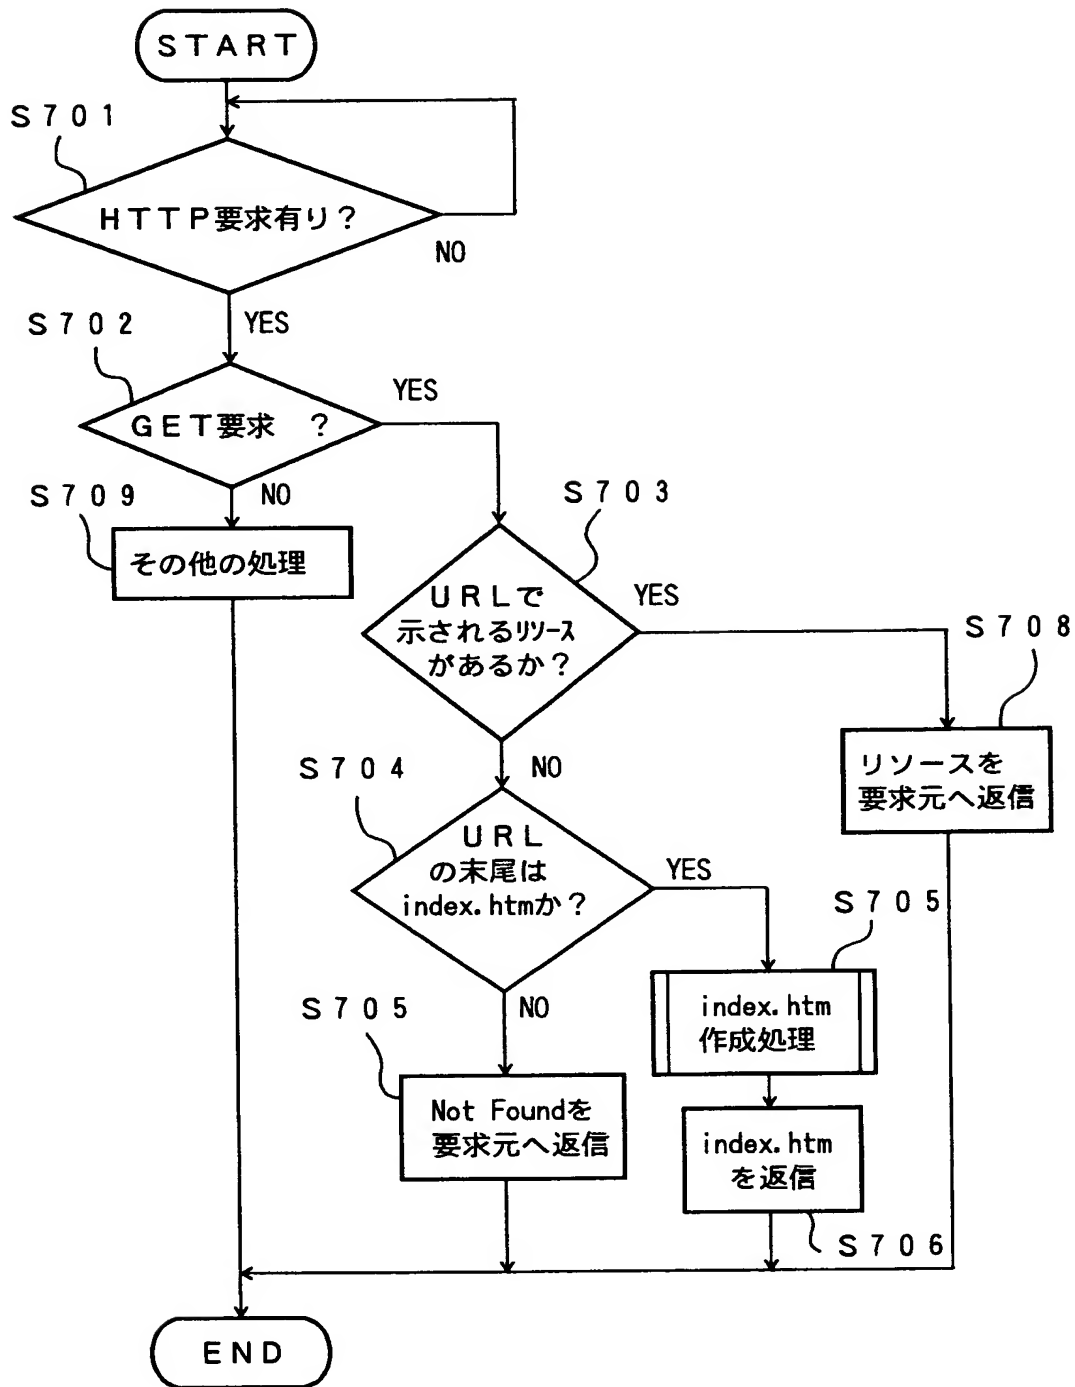 START
S701
HTTP要求有り?
NO
YES
S702
GET要求 ?
YES
NO
S709
その他の処理
S703
URLで
示されるリソース
があるか?
YES
S708
リソースを
要求元へ返信
NO
S704
URL
の末尾は
index.htmか?
YES
S705
index.htm
作成処理
NO
S705
Not Foundを
要求元へ返信
index.htm
を返信
S706
END